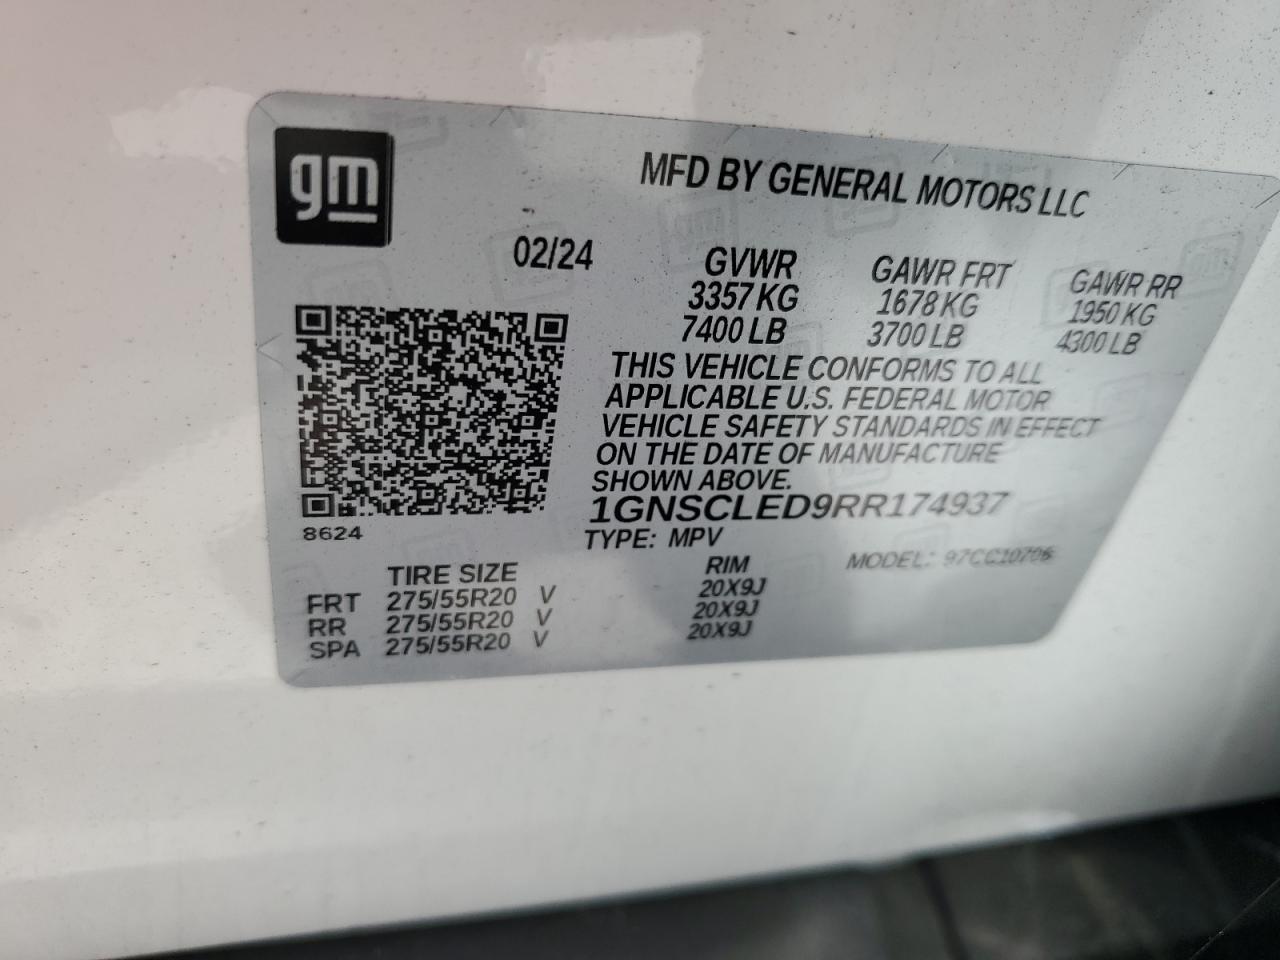 gm
MFD BY GENERAL MOTORS LLC
02/24 GVWR GAWR FRT GAWR RR
3357 KG 1678 KG 1950 KG
7400 LB 3700 LB 4300 LB
THIS VEHICLE CONFORMS TO ALL
APPLICABLE U.S. FEDERAL MOTOR
VEHICLE SAFETY STANDARDS IN EFFECT
ON THE DATE OF MANUFACTURE
SHOWN ABOVE.
1GNSCLED9RR174937
8624
TYPE: MPV MODEL: 97CC10706
TIRE SIZE RIM
FRT 275/55R20 V 20X9J
RR 275/55R20 V 20X9J
SPA 275/55R20 V 20X9J